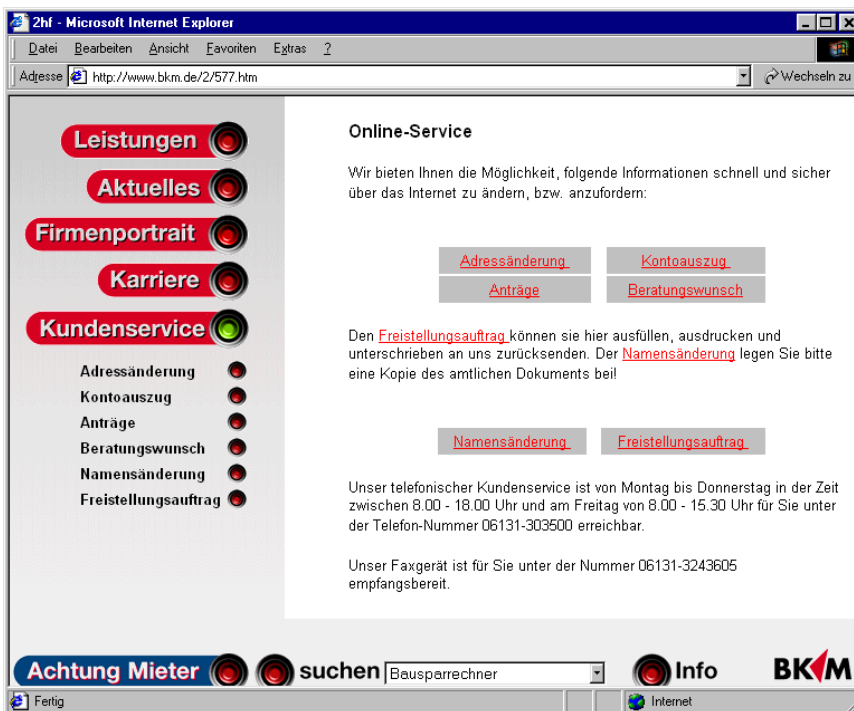 2hf - Microsoft Internet Explorer
Datei Bearbeiten Ansicht Favoriten Extras ?
Adresse http://www.bkm.de/2/577.htm Wechseln zu
Leistungen
Aktuelles
Firmenportrait
Karriere
Kundenservice
Adressänderung
Kontoauszug
Anträge
Beratungswunsch
Namensänderung
Freistellungsauftrag
Online-Service
Wir bieten Ihnen die Möglichkeit, folgende Informationen schnell und sicher
über das Internet zu ändern, bzw. anzufordern:
Adressänderung Kontoauszug
Anträge Beratungswunsch
Den Freistellungsauftrag können sie hier ausfüllen, ausdrucken und
unterschrieben an uns zurücksenden. Der Namensänderung legen Sie bitte
eine Kopie des amtlichen Dokuments bei!
Namensänderung Freistellungsauftrag
Unser telefonischer Kundenservice ist von Montag bis Donnerstag in der Zeit
zwischen 8.00 - 18.00 Uhr und am Freitag von 8.00 - 15.30 Uhr für Sie unter
der Telefon-Nummer 06131-303500 erreichbar.
Unser Faxgerät ist für Sie unter der Nummer 06131-3243605
empfangsbereit.
Achtung Mieter suchen Bausparrechner Info BKM
Fertig Internet